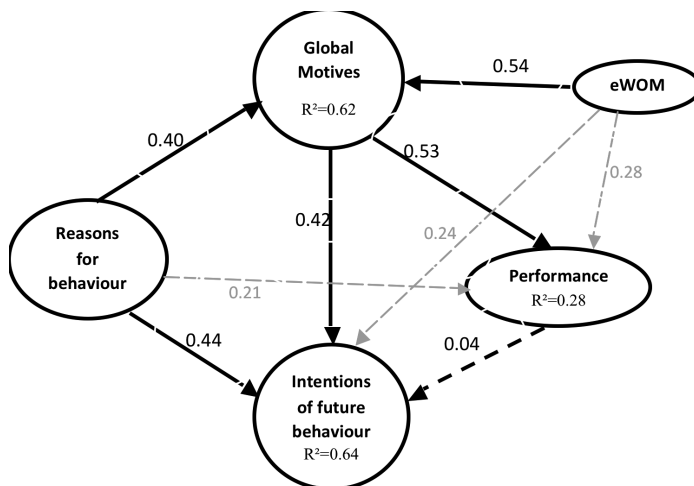 Global
Motives
R²=0.62
0.54
eWOM
0.40
0.53
0.28
0.42
0.24
Reasons
for
behaviour
Performance
R²=0.28
0.21
0.44
0.04
Intentions
of future
behaviour
R²=0.64